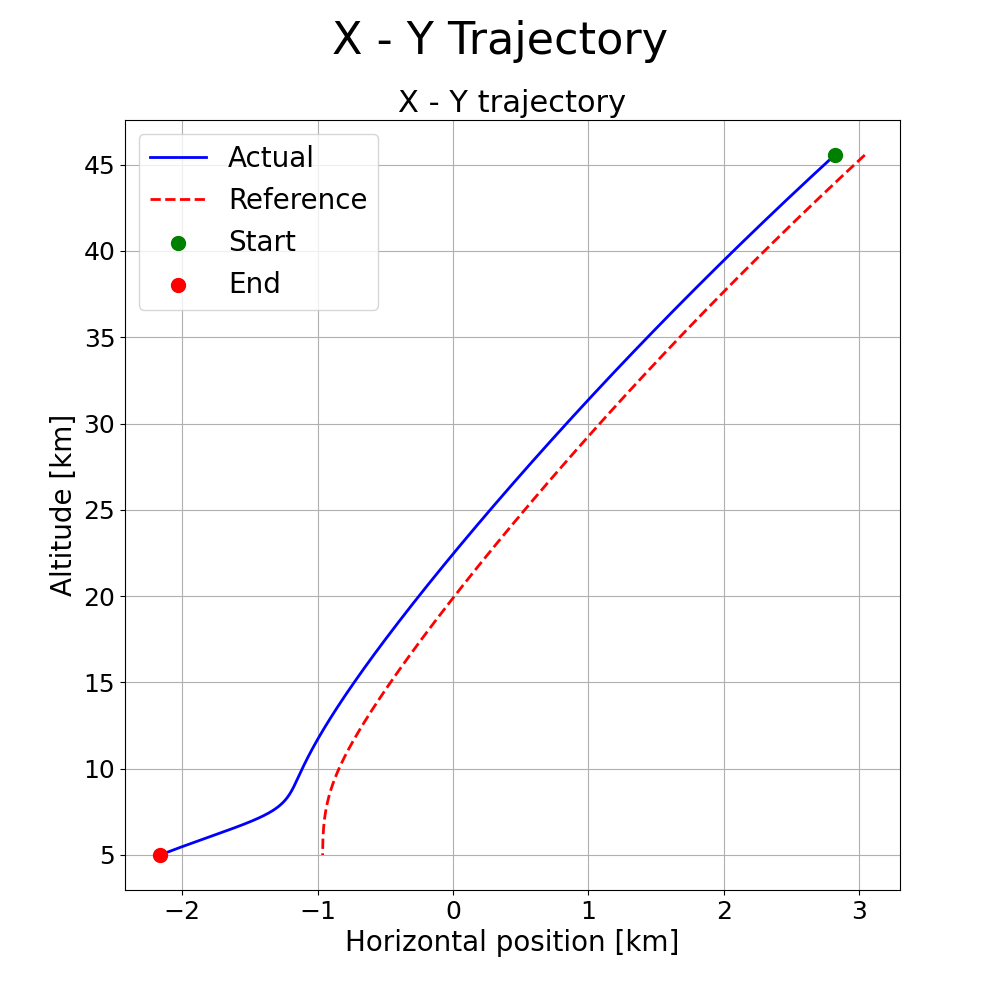 X - Y Trajectory
X - Y trajectory
Actual
Reference
Start
End
45
40
35
30
25
20
15
10
5
Altitude [km]
−2 −1 0 1 2 3
Horizontal position [km]